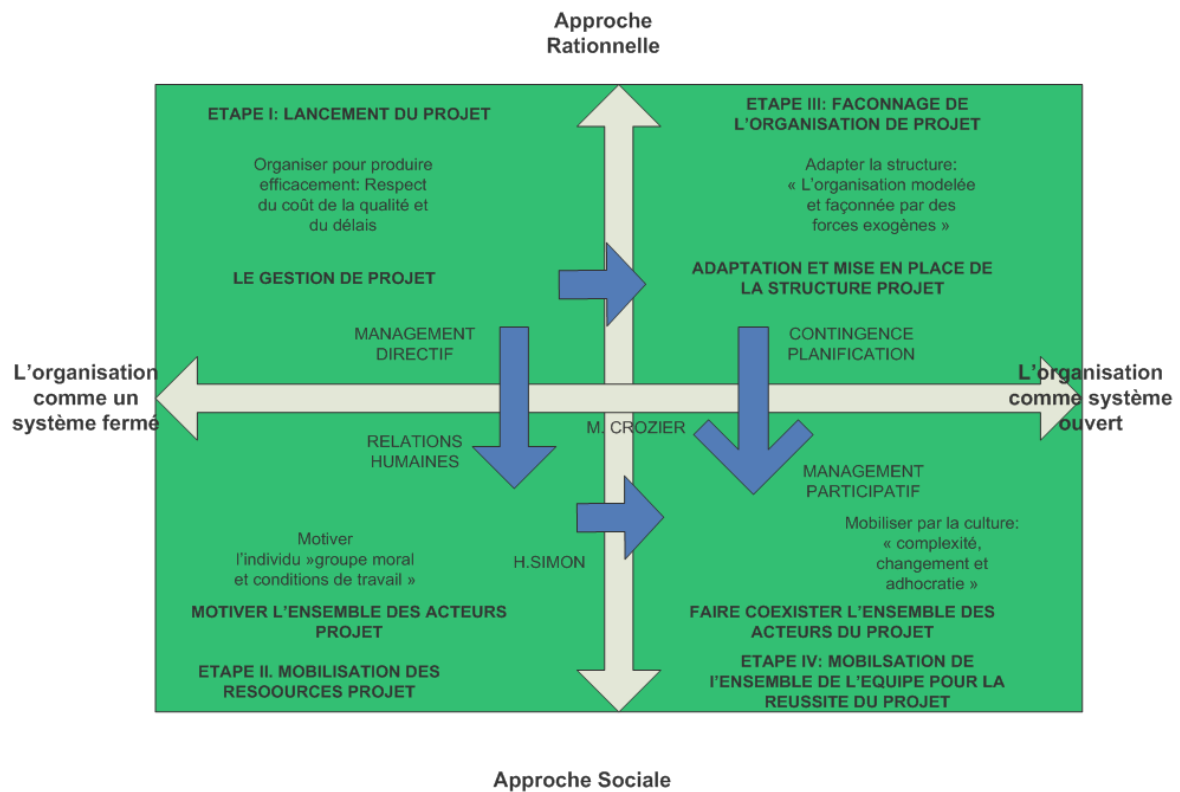 Approche
Rationnelle
ETAPE I: LANCEMENT DU PROJET
Organiser pour produire
efficacement: Respect
du coût de la qualité et
du délais
LE GESTION DE PROJET
MANAGEMENT
DIRECTIF
ETAPE III: FACONNAGE DE
L'ORGANISATION DE PROJET
Adapter la structure:
« L'organisation modelée
et façonnée par des
forces exogènes »
ADAPTATION ET MISE EN PLACE DE
LA STRUCTURE PROJET
CONTINGENCE
PLANIFICATION
L'organisation
comme un
système fermé
L'organisation
comme système
ouvert
M. CROZIER
RELATIONS
HUMAINES
H.SIMON
Motiver
l'individu »groupe moral
et conditions de travail »
MOTIVER L'ENSEMBLE DES ACTEURS
PROJET
ETAPE II. MOBILISATION DES
RESOOURCES PROJET
MANAGEMENT
PARTICIPATIF
Mobiliser par la culture:
« complexité,
changement et
adhocratie »
FAIRE COEXISTER L'ENSEMBLE DES
ACTEURS DU PROJET
ETAPE IV: MOBILSATION DE
l'ENSEMBLE DE L'EQUIPE POUR LA
REUSSITE DU PROJET
Approche Sociale